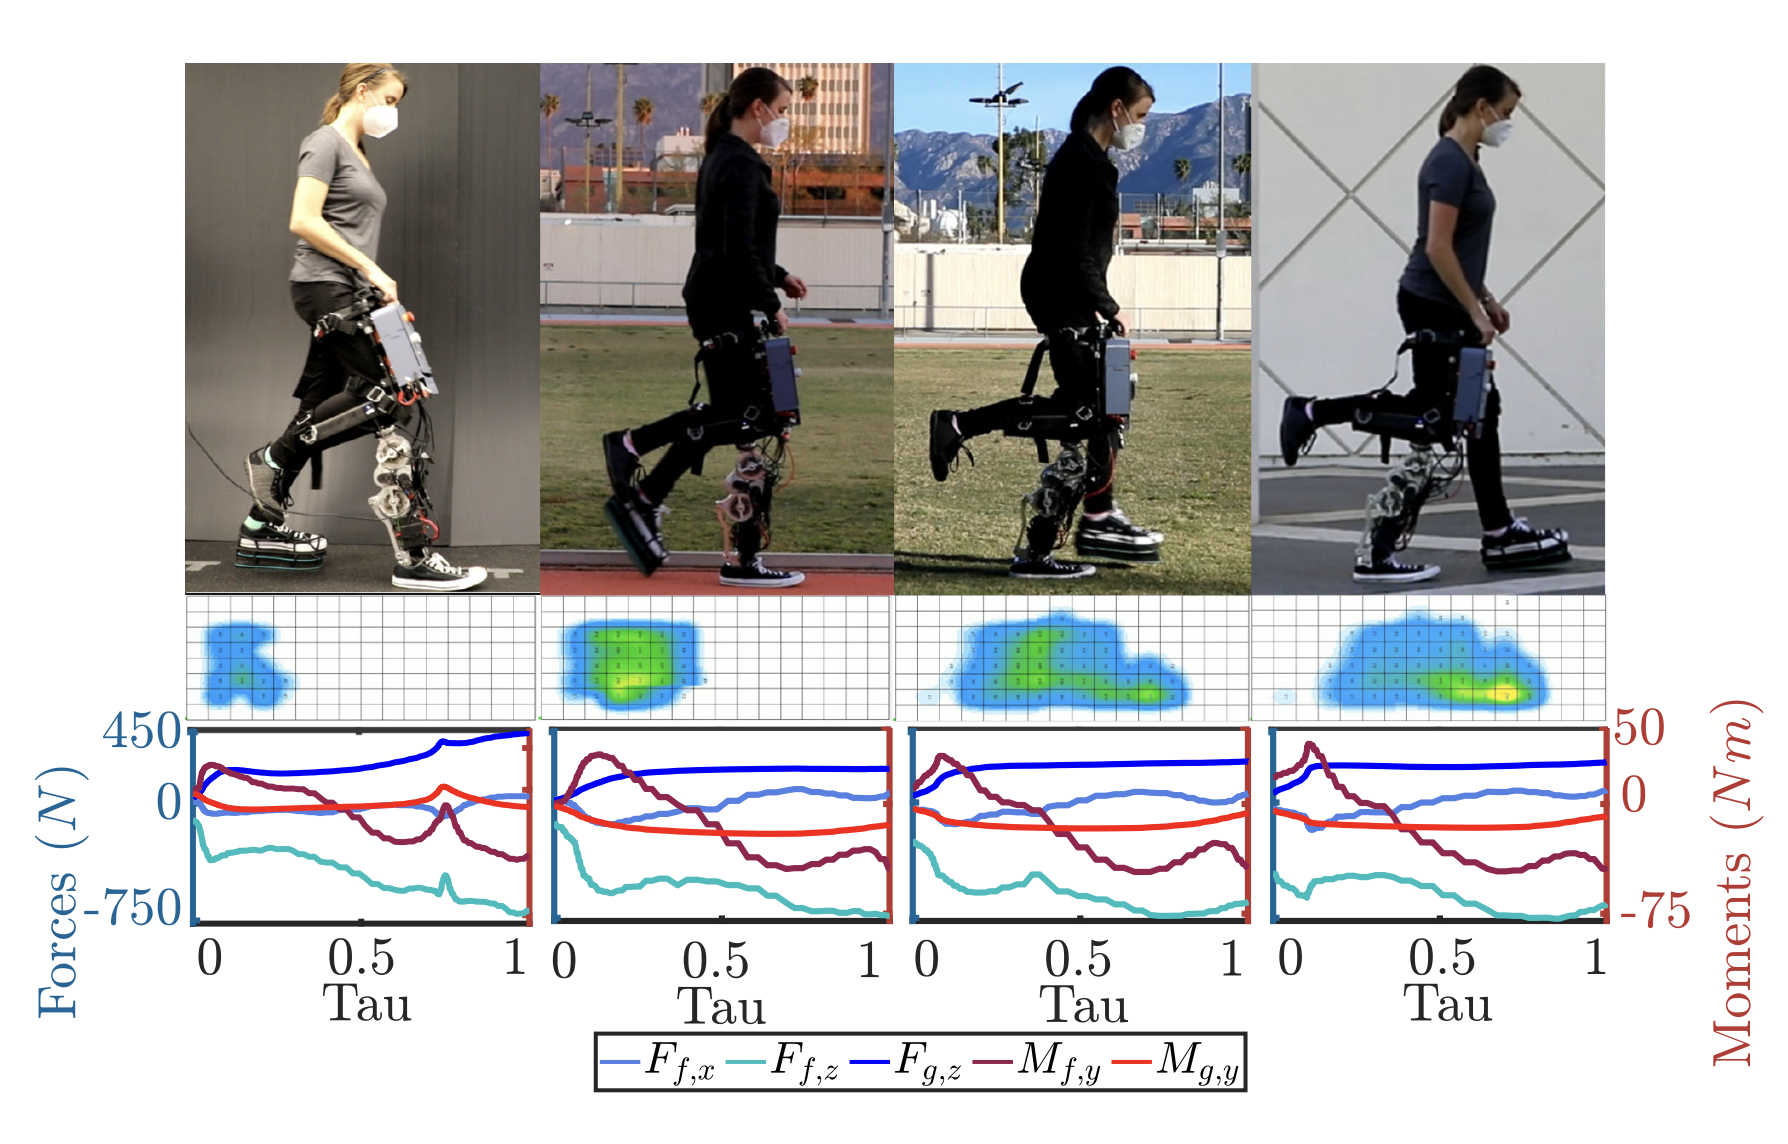 450
0
-750
Forces (N)
50
0
-75
Moments (Nm)
0 0.5 1
0 0.5 1
0 0.5 1
0 0.5 1
Tau
Tau
Tau
Tau
F_{f,x} F_{f,z} F_{g,z} M_{f,y} M_{g,y}